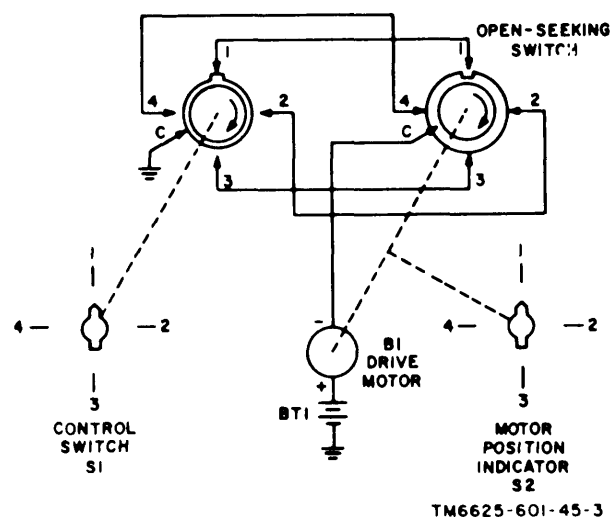 OPEN-SEEKING
SWITCH
1
4
2
C
3
1
4
2
C
3
1
4
2
3
CONTROL
SWITCH
S1
-
B1
DRIVE
MOTOR
+
BT1
1
4
2
3
MOTOR
POSITION
INDICATOR
S2
TM6625-601-45-3